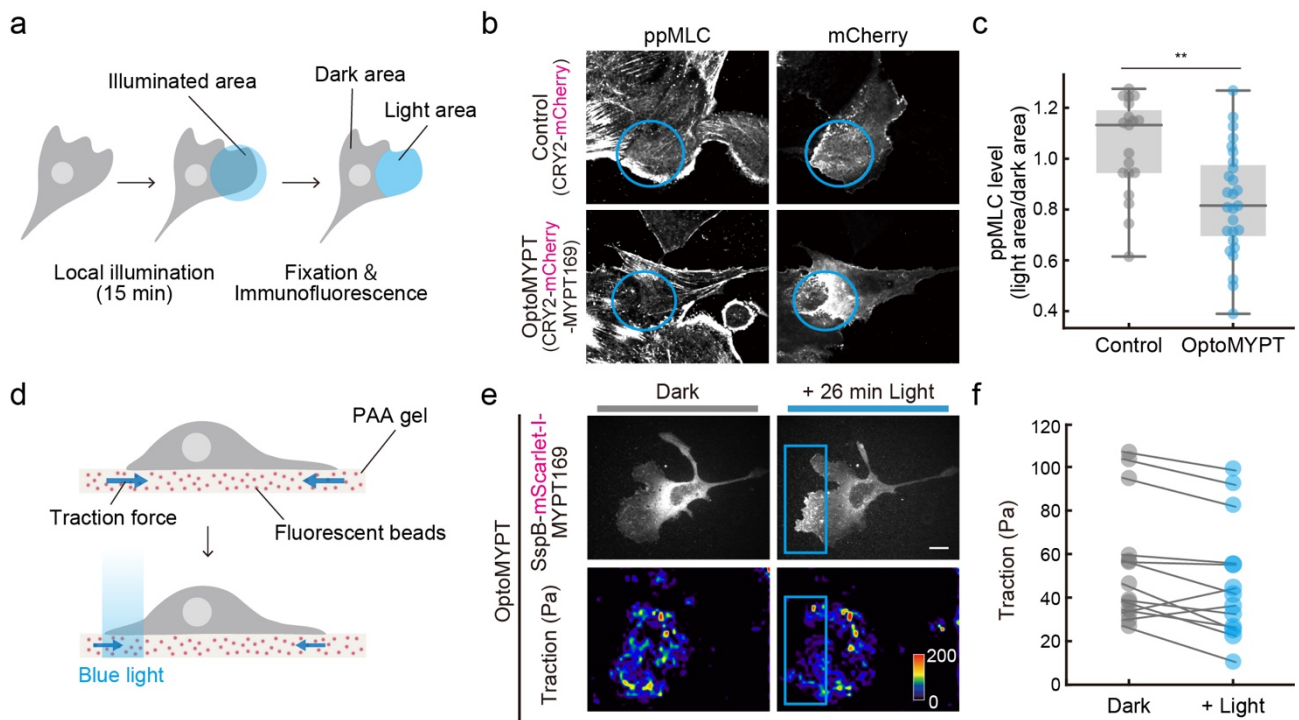 a
Illuminated area
Dark area
Light area
Local illumination
(15 min)
Fixation &
Immunofluorescence
b
ppMLC
mCherry
Control
(CRY2-mCherry)
OptoMYPT
(CRY2-mCherry
-MYPT169)
c
**
ppMLC level
(light area/dark area)
1.2
1.0
0.8
0.6
0.4
Control
OptoMYPT
d
PAA gel
Traction force
Fluorescent beads
Blue light
e
Dark
+ 26 min Light
OptoMYPT
SspB-mScarlet-I-
MYPT169
Traction (Pa)
200
0
f
Traction (Pa)
120
100
80
60
40
20
0
Dark
+ Light